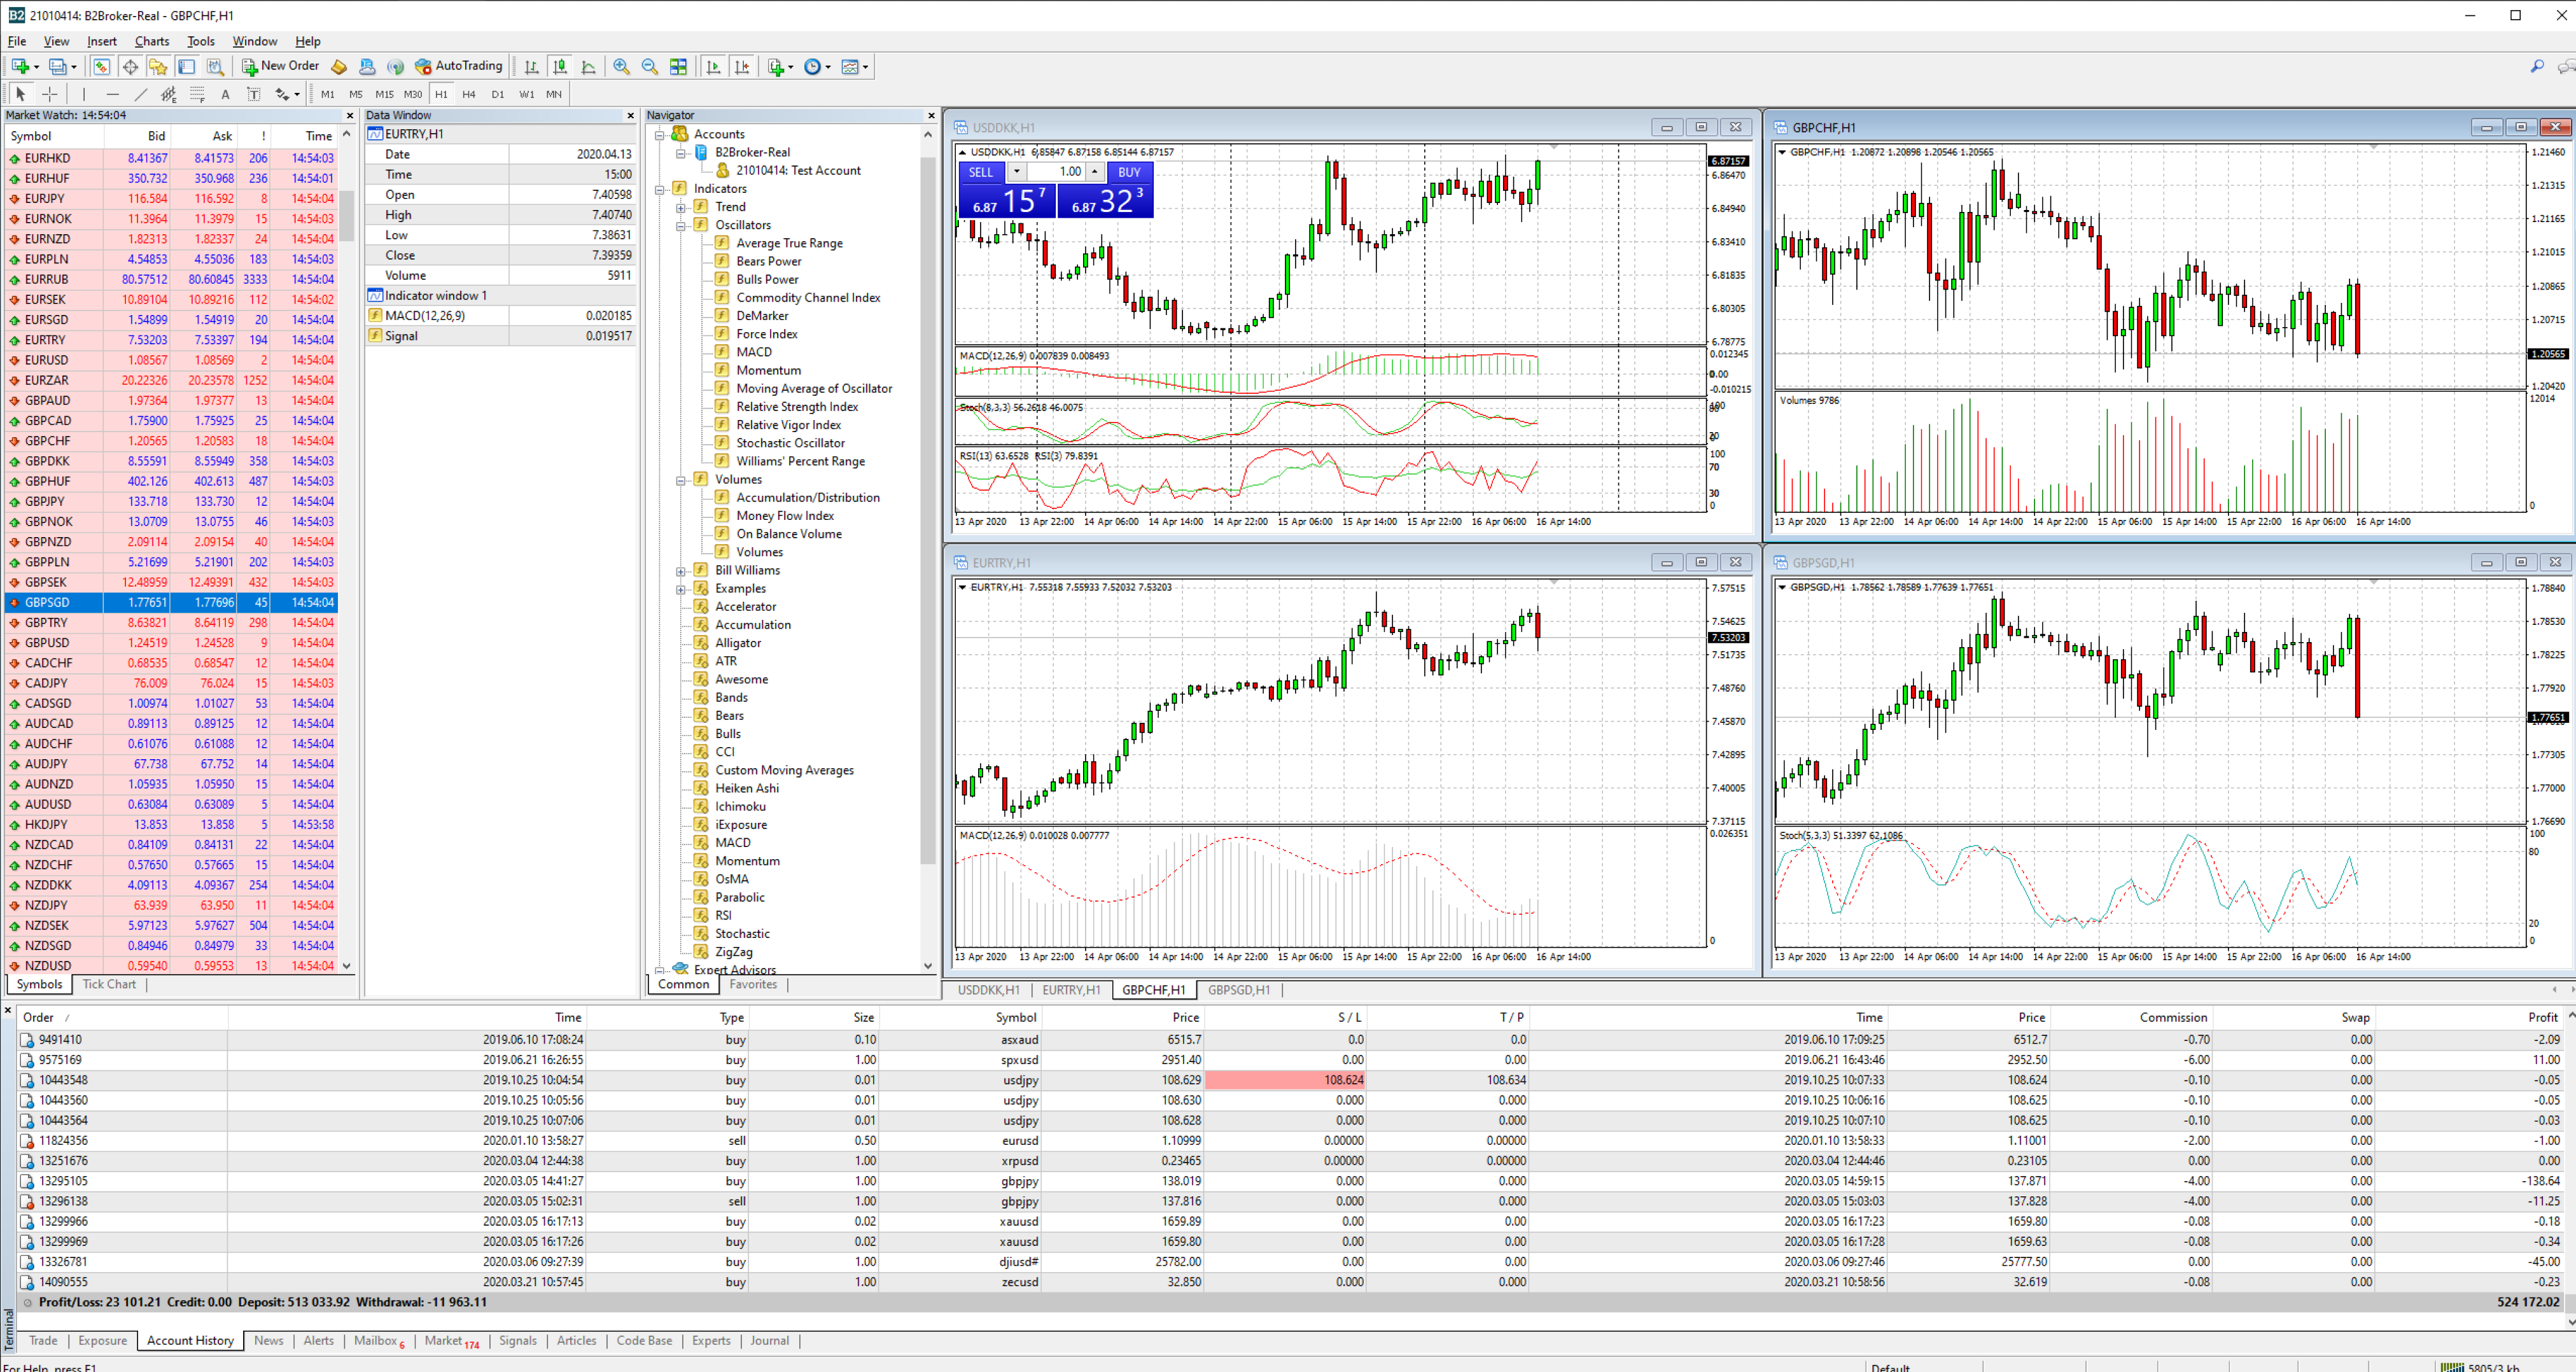 21010414: B2Broker-Real - GBPCHF,H1
File View Insert Charts Tools Window Help
New Order AutoTrading
M1 M5 M15 M30 H1 H4 D1 W1 MN
Market Watch: 14:54:04
Symbol Bid Ask ! Time
EURHKD 8.41367 8.41573 206 14:54:03
EURHUF 350.732 350.968 236 14:54:01
EURJPY 116.584 116.592 8 14:54:04
EURNOK 11.3964 11.3979 15 14:54:03
EURNZD 1.82313 1.82337 24 14:54:04
EURPLN 4.54853 4.55036 183 14:54:03
EURRUB 80.57512 80.60845 3333 14:54:04
EURSEK 10.89104 10.89216 112 14:54:02
EURSGD 1.54899 1.54919 20 14:54:04
EURTRY 7.53203 7.53397 194 14:54:04
EURUSD 1.08567 1.08569 2 14:54:04
EURZAR 20.22326 20.23578 1252 14:54:04
GBPAUD 1.97364 1.97377 13 14:54:04
GBPCAD 1.75900 1.75925 25 14:54:04
GBPCHF 1.20565 1.20583 18 14:54:04
GBPDKK 8.55591 8.55949 358 14:54:03
GBPHUF 402.126 402.613 487 14:54:03
GBPJPY 133.718 133.730 12 14:54:04
GBPNOK 13.0709 13.0755 46 14:54:03
GBPNZD 2.09114 2.09154 40 14:54:04
GBPPLN 5.21699 5.21901 202 14:54:03
GBPSEK 12.48959 12.49391 432 14:54:03
GBPSGD 1.77651 1.77696 45 14:54:04
GBPTRY 8.63821 8.64119 298 14:54:04
GBPUSD 1.24519 1.24528 9 14:54:04
CADCHF 0.68535 0.68547 12 14:54:04
CADJPY 76.009 76.024 15 14:54:03
CADSGD 1.00974 1.01027 53 14:54:04
AUDCAD 0.89113 0.89125 12 14:54:04
AUDCHF 0.61076 0.61088 12 14:54:04
AUDJPY 67.738 67.752 14 14:54:04
AUDNZD 1.05935 1.05950 15 14:54:04
AUDUSD 0.63084 0.63089 5 14:54:04
HKDJPY 13.853 13.858 5 14:53:58
NZDCAD 0.84109 0.84131 22 14:54:04
NZDCHF 0.57650 0.57665 15 14:54:04
NZDDKK 4.09113 4.09367 254 14:54:04
NZDJPY 63.939 63.950 11 14:54:04
NZDSEK 5.97123 5.97627 504 14:54:04
NZDSGD 0.84946 0.84979 33 14:54:04
NZDUSD 0.59540 0.59553 13 14:54:04
Symbols Tick Chart
Data Window
EURTRY,H1
Date 2020.04.13
Time 15:00
Open 7.40598
High 7.40740
Low 7.38631
Close 7.39359
Volume 5911
Indicator window 1
MACD(12,26,9) 0.020185
Signal 0.019517
Navigator
Accounts
B2Broker-Real
21010414: Test Account
Indicators
Trend
Oscillators
Average True Range
Bears Power
Bulls Power
Commodity Channel Index
DeMarker
Force Index
MACD
Momentum
Moving Average of Oscillator
Relative Strength Index
Relative Vigor Index
Stochastic Oscillator
Williams' Percent Range
Volumes
Accumulation/Distribution
Money Flow Index
On Balance Volume
Volumes
Bill Williams
Examples
Accelerator
Accumulation
Alligator
ATR
Awesome
Bands
Bears
Bulls
CCI
Custom Moving Averages
Heiken Ashi
Ichimoku
iExposure
MACD
Momentum
OsMA
Parabolic
RSI
Stochastic
ZigZag
Expert Advisors
Common Favorites
USDDKK,H1
USDDKK,H1 6.85847 6.87158 6.85144 6.87157
SELL 1.00 BUY
6.87 15 7 6.87 32 3
6.87157
6.86470
6.84940
6.83410
6.81835
6.80305
6.78775
MACD(12,26,9) 0.007839 0.008493
0.012345
0.00
-0.010215
Stoch(8,3,3) 56.2618 46.0075
100
80
20
0
RSI(13) 63.6528 RSI(3) 79.8391
100
70
30
0
13 Apr 2020 13 Apr 22:00 14 Apr 06:00 14 Apr 14:00 14 Apr 22:00 15 Apr 06:00 15 Apr 14:00 15 Apr 22:00 16 Apr 06:00 16 Apr 14:00
GBPCHF,H1
GBPCHF,H1 1.20872 1.20898 1.20546 1.20565
1.21460
1.21315
1.21165
1.21015
1.20865
1.20715
1.20565
1.20420
Volumes 9786
12014
0
13 Apr 2020 13 Apr 22:00 14 Apr 06:00 14 Apr 14:00 14 Apr 22:00 15 Apr 06:00 15 Apr 14:00 15 Apr 22:00 16 Apr 06:00 16 Apr 14:00
EURTRY,H1
EURTRY,H1 7.55318 7.55933 7.52032 7.53203
7.57515
7.54625
7.53203
7.51735
7.48760
7.45870
7.42895
7.40005
7.37115
MACD(12,26,9) 0.010028 0.007777
0.026351
0
13 Apr 2020 13 Apr 22:00 14 Apr 06:00 14 Apr 14:00 14 Apr 22:00 15 Apr 06:00 15 Apr 14:00 15 Apr 22:00 16 Apr 06:00 16 Apr 14:00
GBPSGD,H1
GBPSGD,H1 1.78562 1.78589 1.77639 1.77651
1.78840
1.78530
1.78225
1.77920
1.77651
1.77305
1.77000
1.76690
Stoch(5,3,3) 51.3397 62.1086
100
80
20
0
13 Apr 2020 13 Apr 22:00 14 Apr 06:00 14 Apr 14:00 14 Apr 22:00 15 Apr 06:00 15 Apr 14:00 15 Apr 22:00 16 Apr 06:00 16 Apr 14:00
USDDKK,H1 EURTRY,H1 GBPCHF,H1 GBPSGD,H1
Order / Time Type Size Symbol Price S / L T / P Time Price Commission Swap Profit
9491410 2019.06.10 17:08:24 buy 0.10 asxaud 6515.7 0.0 0.0 2019.06.10 17:09:25 6512.7 -0.70 0.00 -2.09
9575169 2019.06.21 16:26:55 buy 1.00 spxusd 2951.40 0.00 0.00 2019.06.21 16:43:46 2952.50 -6.00 0.00 11.00
10443548 2019.10.25 10:04:54 buy 0.01 usdjpy 108.629 108.624 108.634 2019.10.25 10:07:33 108.624 -0.10 0.00 -0.05
10443560 2019.10.25 10:05:56 buy 0.01 usdjpy 108.630 0.000 0.000 2019.10.25 10:06:16 108.625 -0.10 0.00 -0.05
10443564 2019.10.25 10:07:06 buy 0.01 usdjpy 108.628 0.000 0.000 2019.10.25 10:07:10 108.625 -0.10 0.00 -0.03
11824356 2020.01.10 13:58:27 sell 0.50 eurusd 1.10999 0.00000 0.00000 2020.01.10 13:58:33 1.11001 -2.00 0.00 -1.00
13251676 2020.03.04 12:44:38 buy 1.00 xrpusd 0.23465 0.00000 0.00000 2020.03.04 12:44:46 0.23105 0.00 0.00 0.00
13295105 2020.03.05 14:41:27 buy 1.00 gbpjpy 138.019 0.000 0.000 2020.03.05 14:59:15 137.871 -4.00 0.00 -138.64
13296138 2020.03.05 15:02:31 sell 1.00 gbpjpy 137.816 0.000 0.000 2020.03.05 15:03:03 137.828 -4.00 0.00 -11.25
13299966 2020.03.05 16:17:13 buy 0.02 xauusd 1659.89 0.00 0.00 2020.03.05 16:17:23 1659.80 -0.08 0.00 -0.18
13299969 2020.03.05 16:17:26 buy 0.02 xauusd 1659.80 0.00 0.00 2020.03.05 16:17:28 1659.63 -0.08 0.00 -0.34
13326781 2020.03.06 09:27:39 buy 1.00 djiusd# 25782.00 0.00 0.00 2020.03.06 09:27:46 25777.50 0.00 0.00 -45.00
14090555 2020.03.21 10:57:45 buy 1.00 zecusd 32.850 0.000 0.000 2020.03.21 10:58:56 32.619 -0.08 0.00 -0.23
Profit/Loss: 23 101.21 Credit: 0.00 Deposit: 513 033.92 Withdrawal: -11 963.11 524 172.02
Terminal
Trade Exposure Account History News Alerts Mailbox 6 Market 174 Signals Articles Code Base Experts Journal
For Help, press F1 Default 5805/3 kb